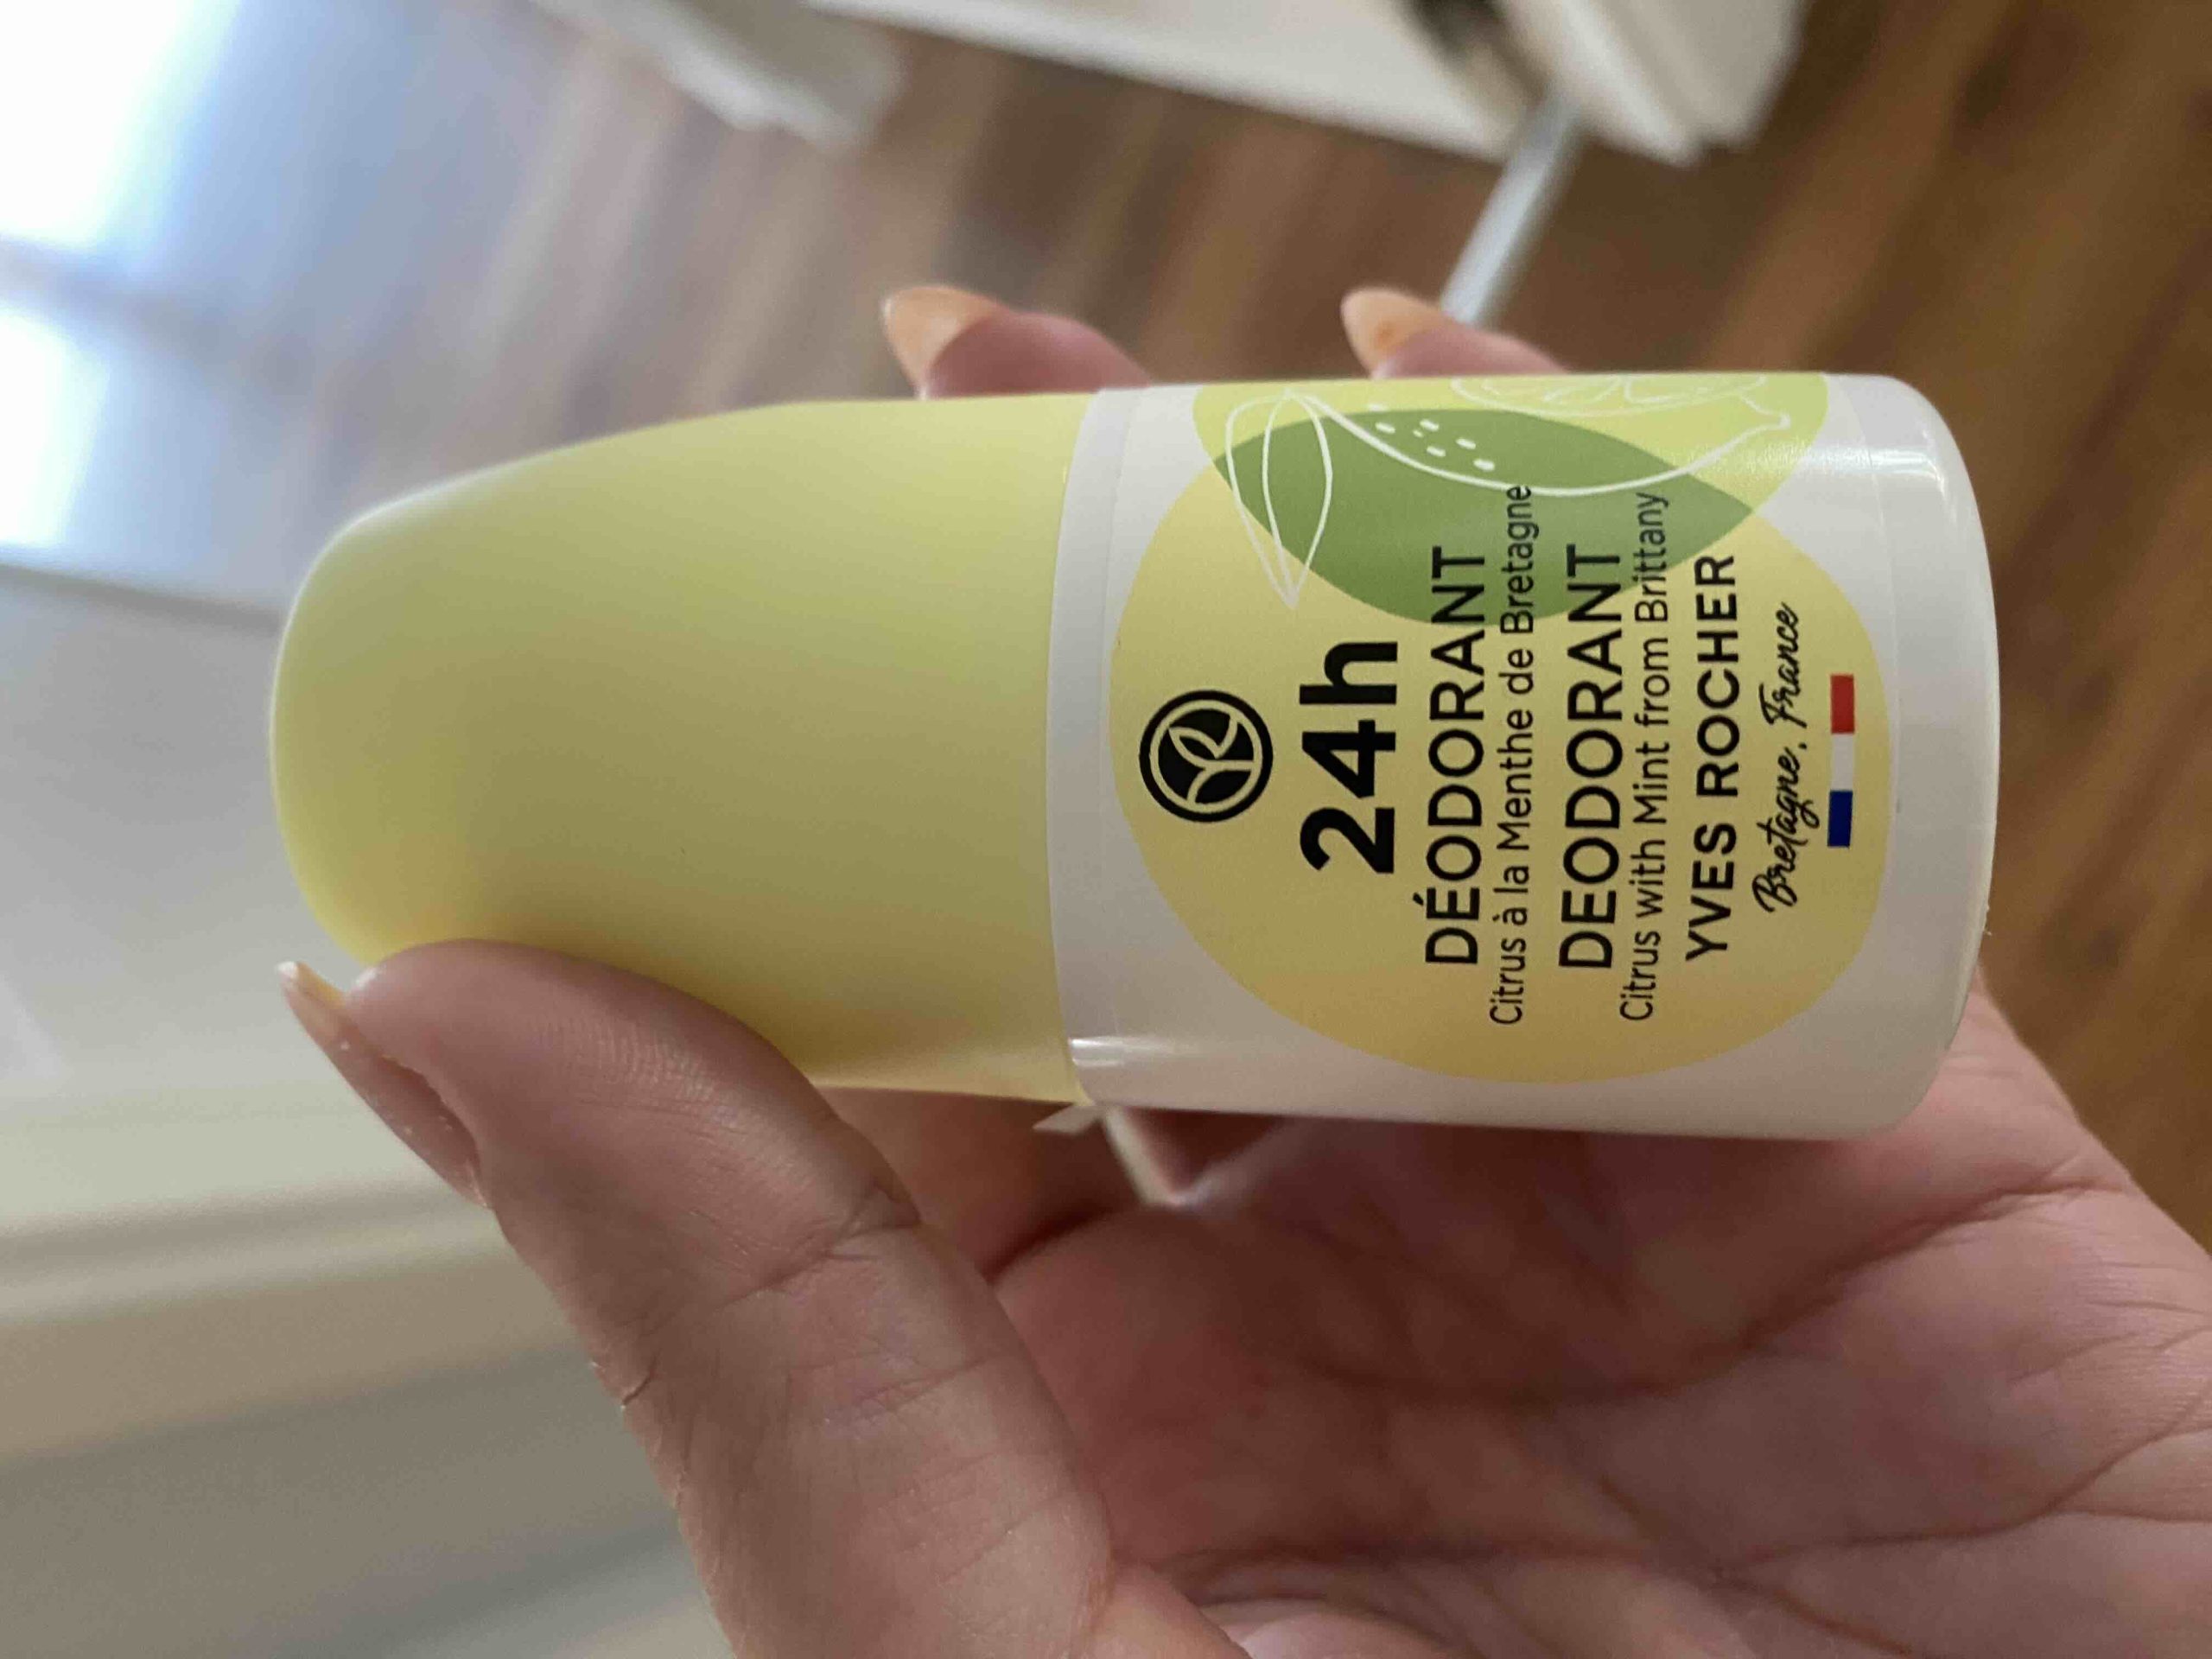 24h
DÉODORANT
Citrus à la Menthe de Bretagne
DEODORANT
Citrus with Mint from Brittany
YVES ROCHER
Bretagne, France